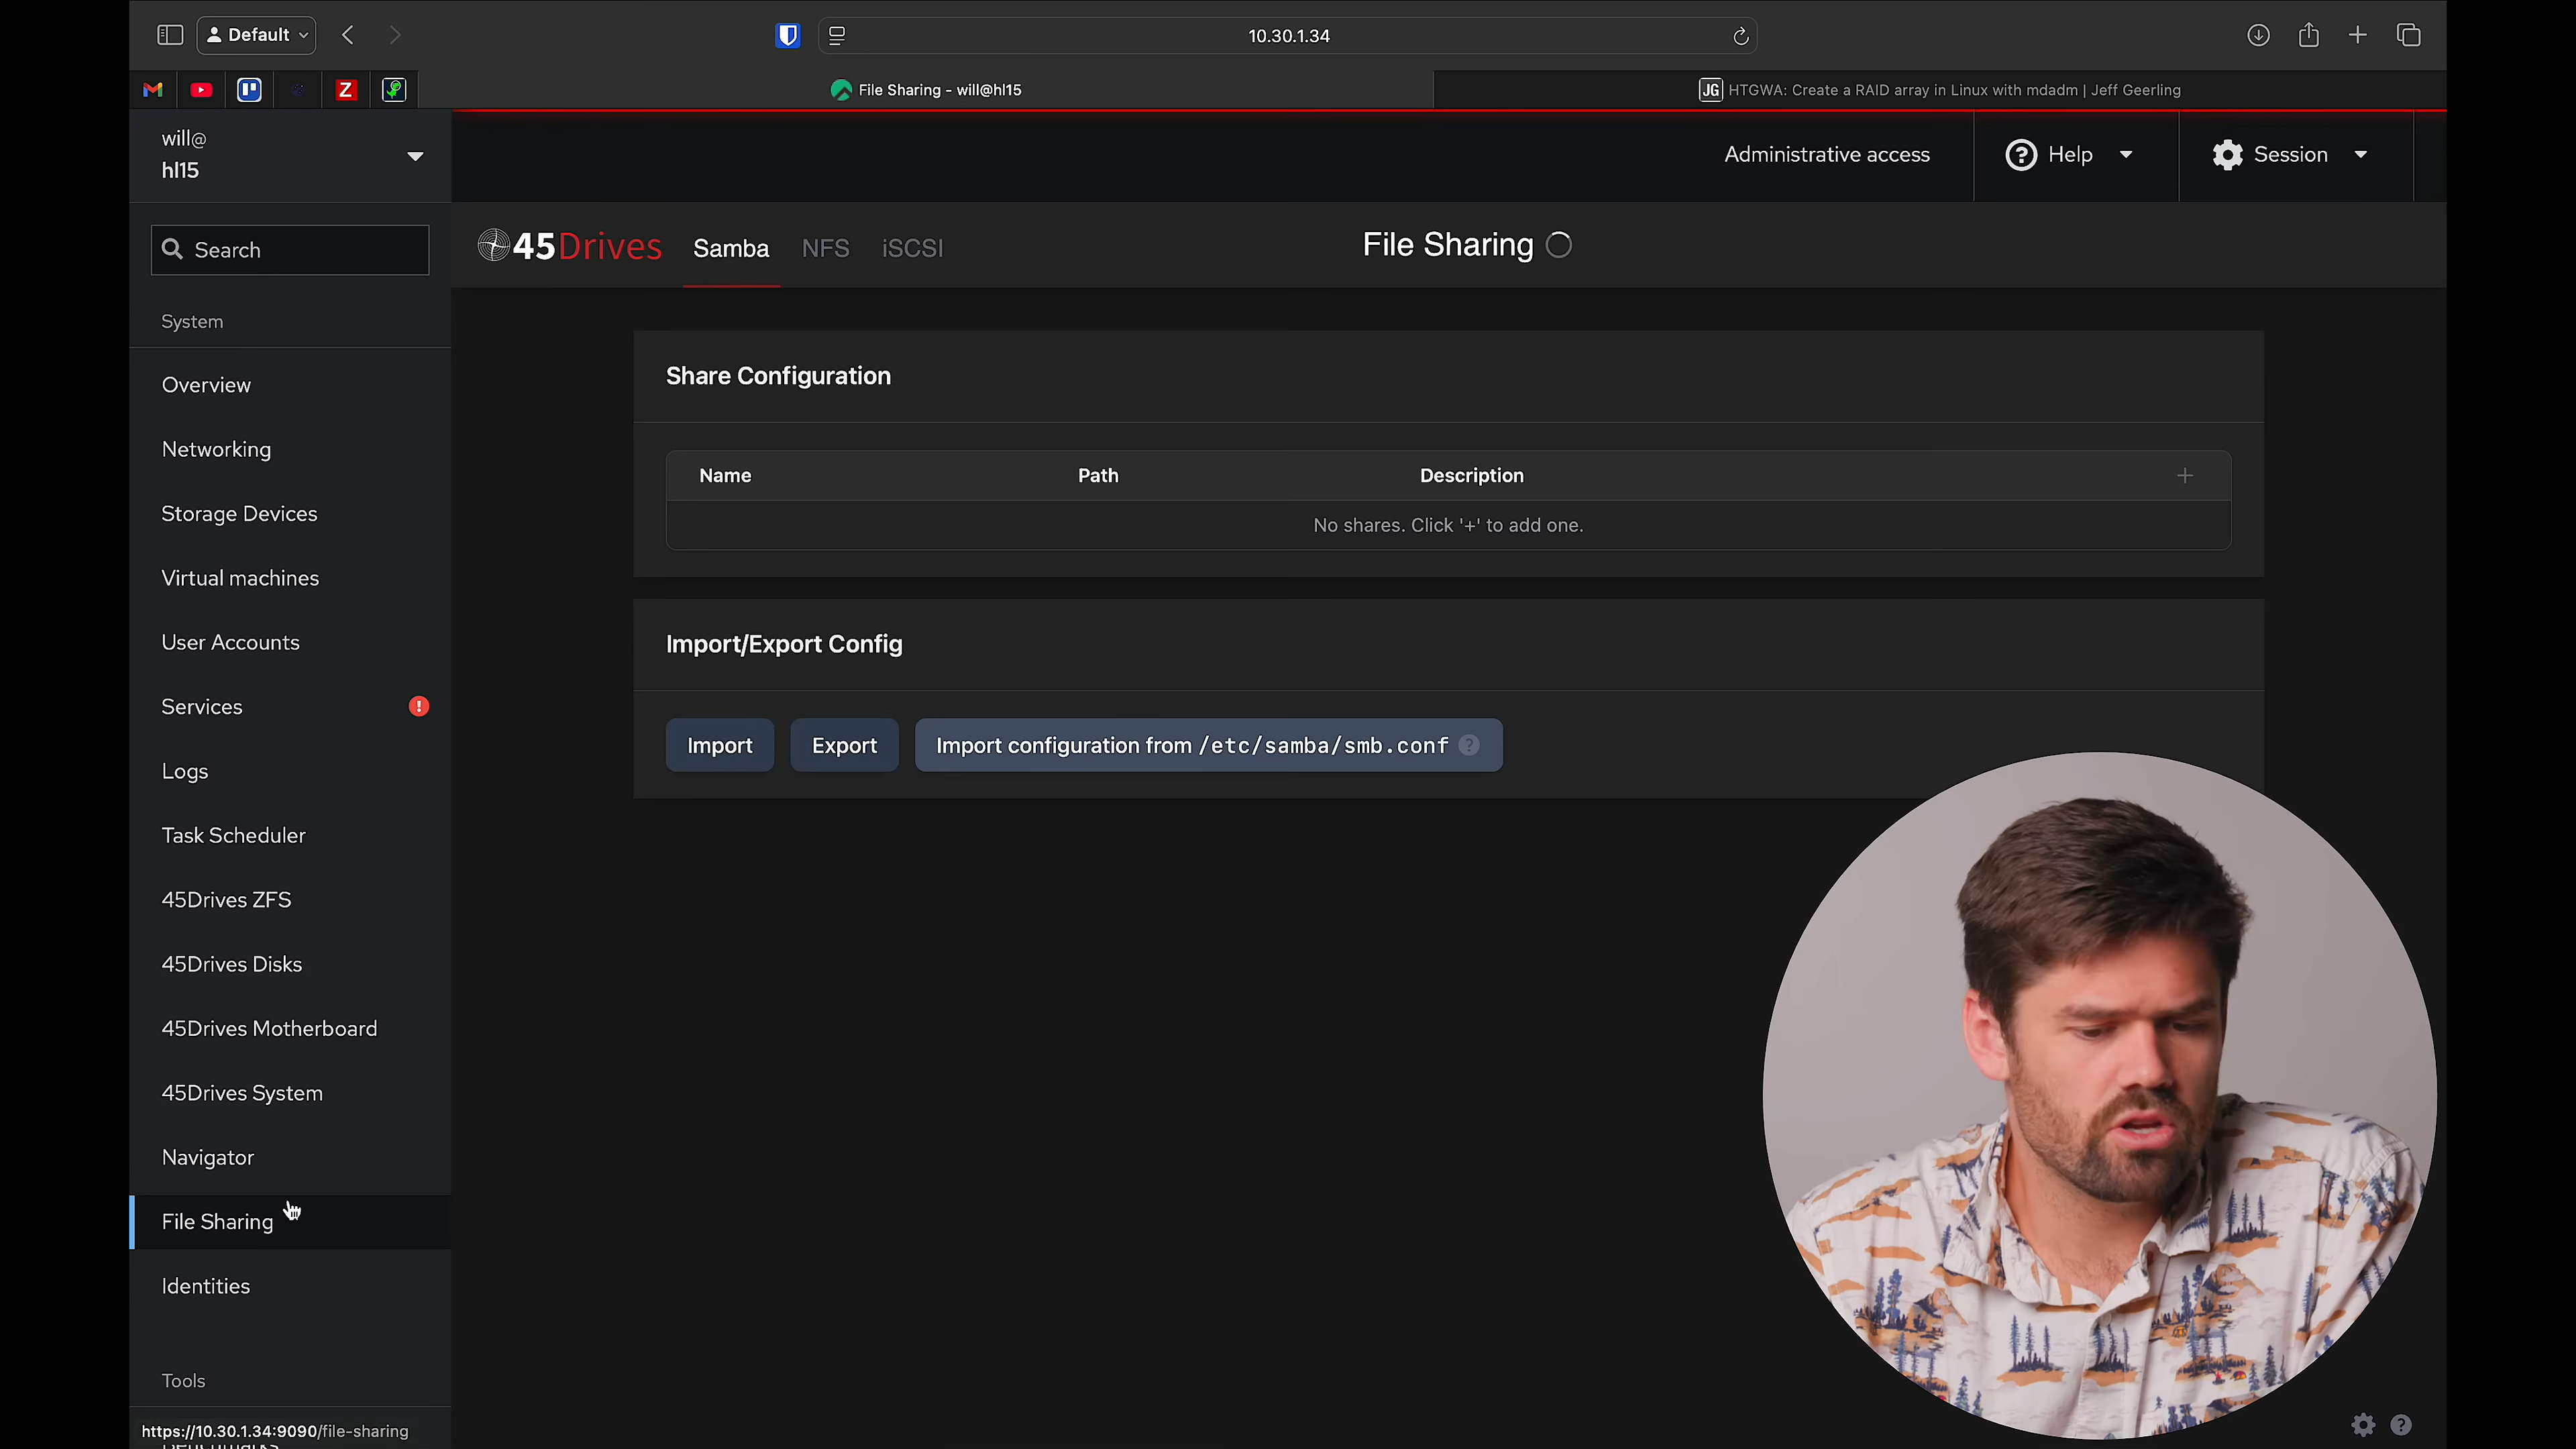 Default
10.30.1.34
File Sharing - will@hl15
JG HTGWA: Create a RAID array in Linux with mdadm | Jeff Geerling
will@
hl15
Administrative access
Help
Session
Search
45Drives
Samba
NFS
iSCSI
File Sharing
System
Overview
Networking
Storage Devices
Virtual machines
User Accounts
Services
Logs
Task Scheduler
45Drives ZFS
45Drives Disks
45Drives Motherboard
45Drives System
Navigator
File Sharing
Identities
Tools
https://10.30.1.34:9090/file-sharing
Share Configuration
Name Path Description +
No shares. Click '+' to add one.
Import/Export Config
Import
Export
Import configuration from /etc/samba/smb.conf ?